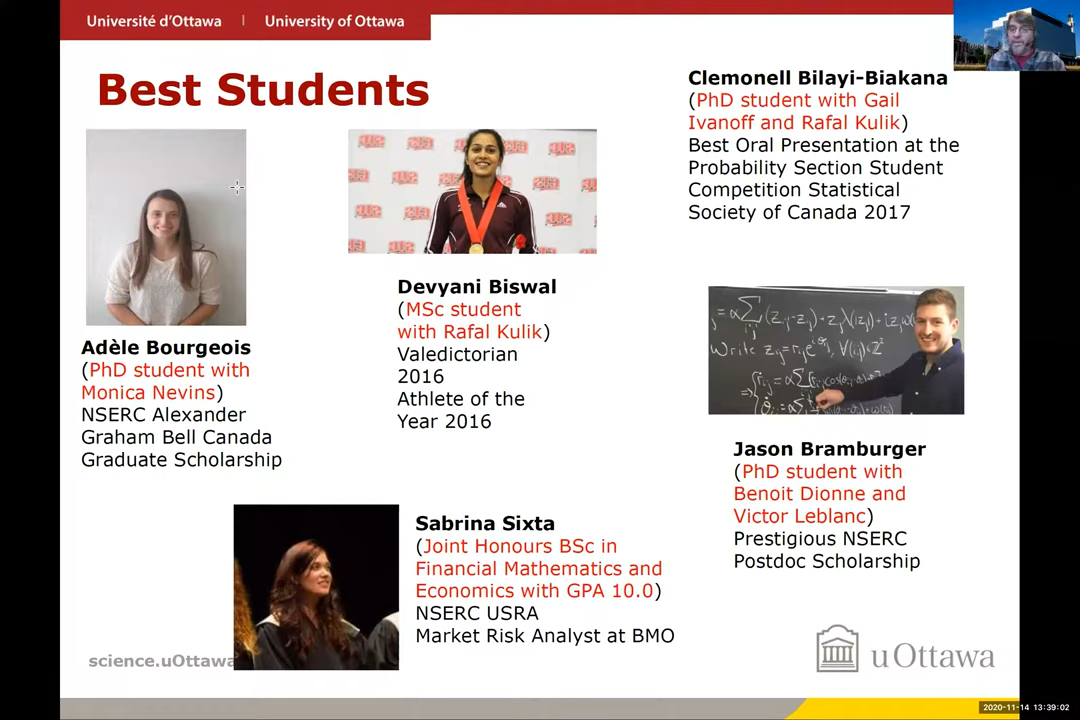 Université d'Ottawa | University of Ottawa
Best Students
Clemonell Bilayi-Biakana
(PhD student with Gail
Ivanoff and Rafal Kulik)
Best Oral Presentation at the
Probability Section Student
Competition Statistical
Society of Canada 2017
Devyani Biswal
(MSc student
with Rafal Kulik)
Valedictorian
2016
Athlete of the
Year 2016
Adèle Bourgeois
(PhD student with
Monica Nevins)
NSERC Alexander
Graham Bell Canada
Graduate Scholarship
Write
Jason Bramburger
(PhD student with
Benoit Dionne and
Victor Leblanc)
Prestigious NSERC
Postdoc Scholarship
Sabrina Sixta
(Joint Honours BSc in
Financial Mathematics and
Economics with GPA 10.0)
NSERC USRA
Market Risk Analyst at BMO
science.uOttawa
uOttawa
2020-11-14 13:39:02